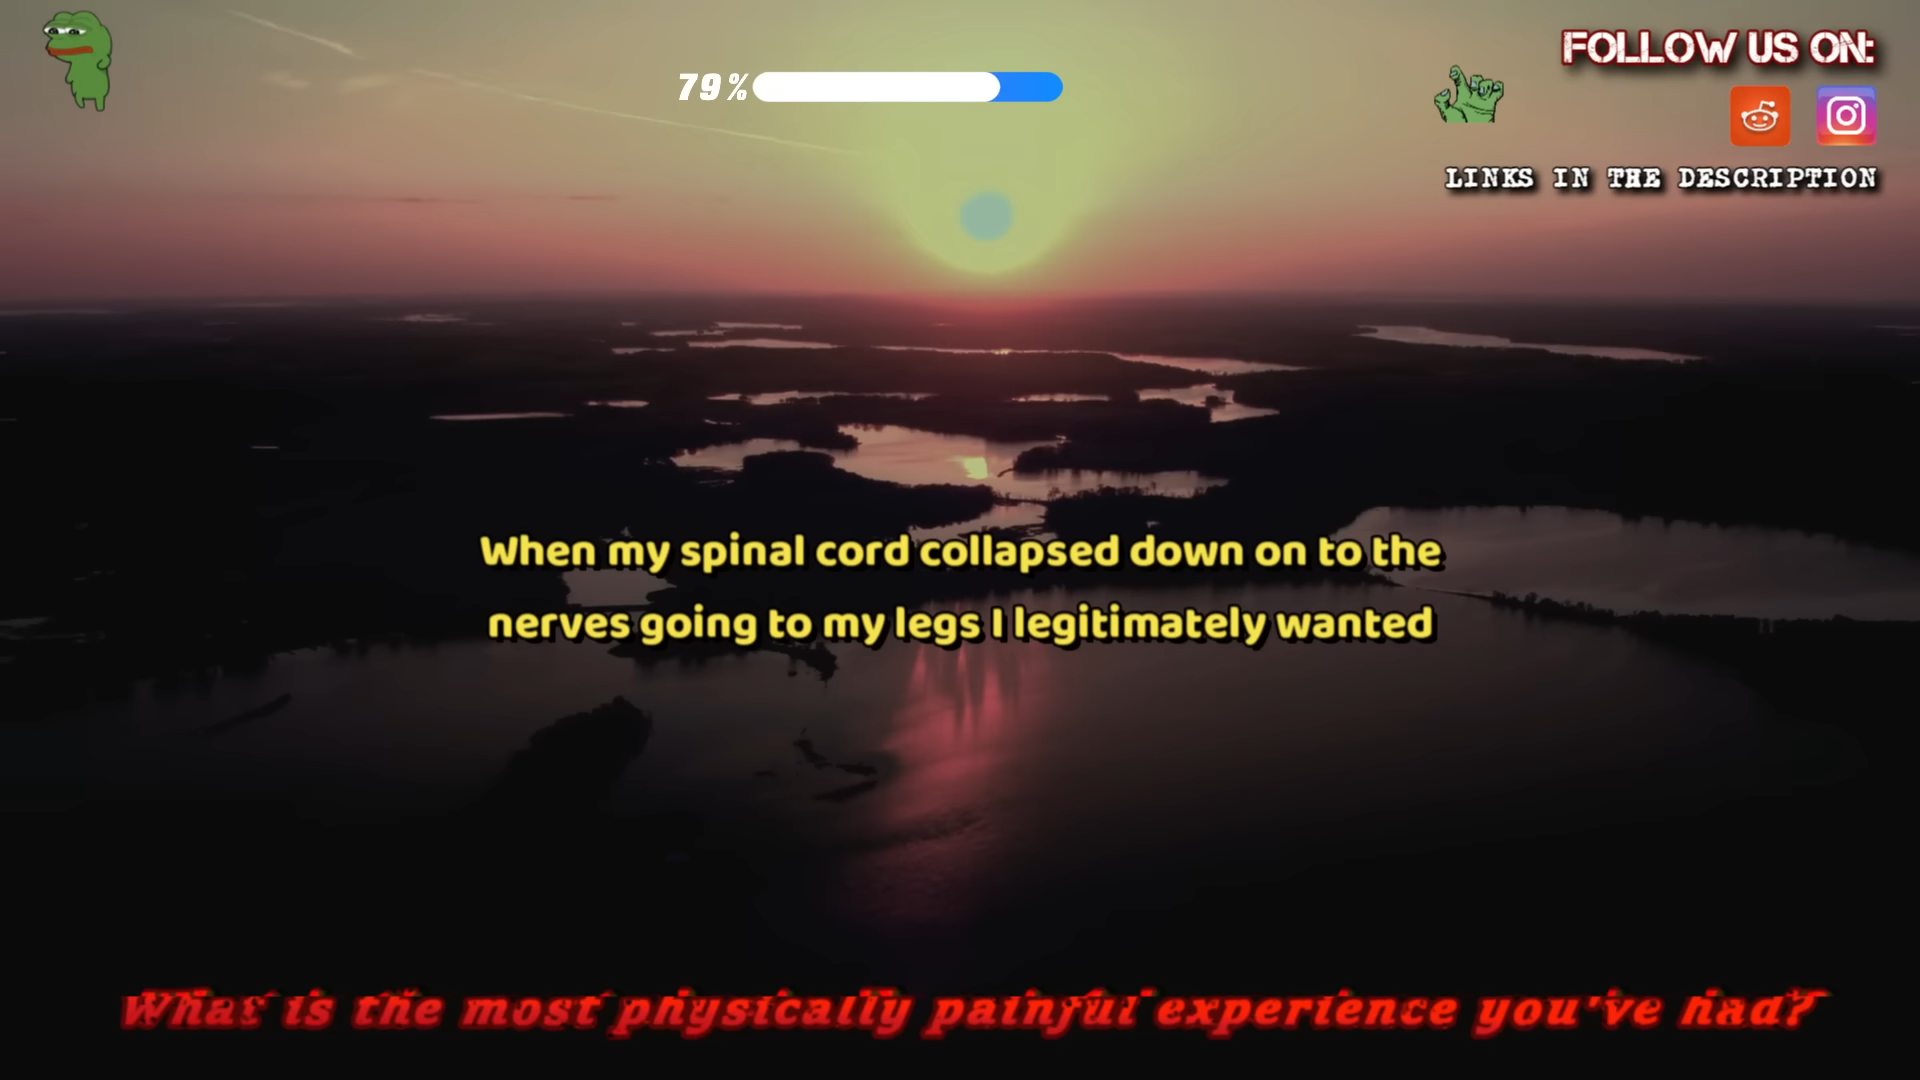 FOLLOW US ON:
79%
LINKS IN THE DESCRIPTION
When my spinal cord collapsed down on to the
nerves going to my legs I legitimately wanted
What is the most physically painful experience you've had?